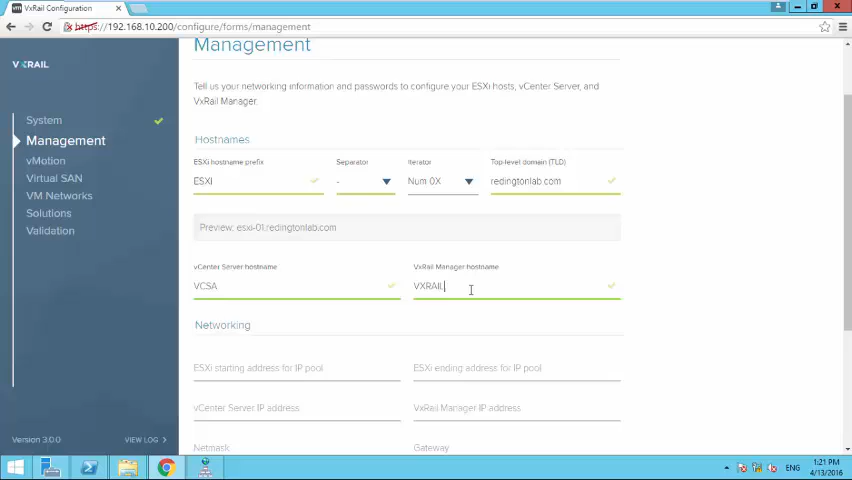 VxRail Configuration
https://192.168.10.200/configure/forms/management
VXRAIL
System
Management
vMotion
Virtual SAN
VM Networks
Solutions
Validation
Version 3.0.0
VIEW LOG
Management
Tell us your networking information and passwords to configure your ESXi hosts, vCenter Server, and
VxRail Manager.
Hostnames
ESXi hostname prefix Separator Iterator Top-level domain (TLD)
ESXI - Num 0X redingtonlab.com
Preview: esxi-01.redingtonlab.com
vCenter Server hostname VxRail Manager hostname
VCSA VXRAIL
Networking
ESXi starting address for IP pool ESXi ending address for IP pool
vCenter Server IP address VxRail Manager IP address
Netmask Gateway
ENG
1:21 PM
4/13/2016